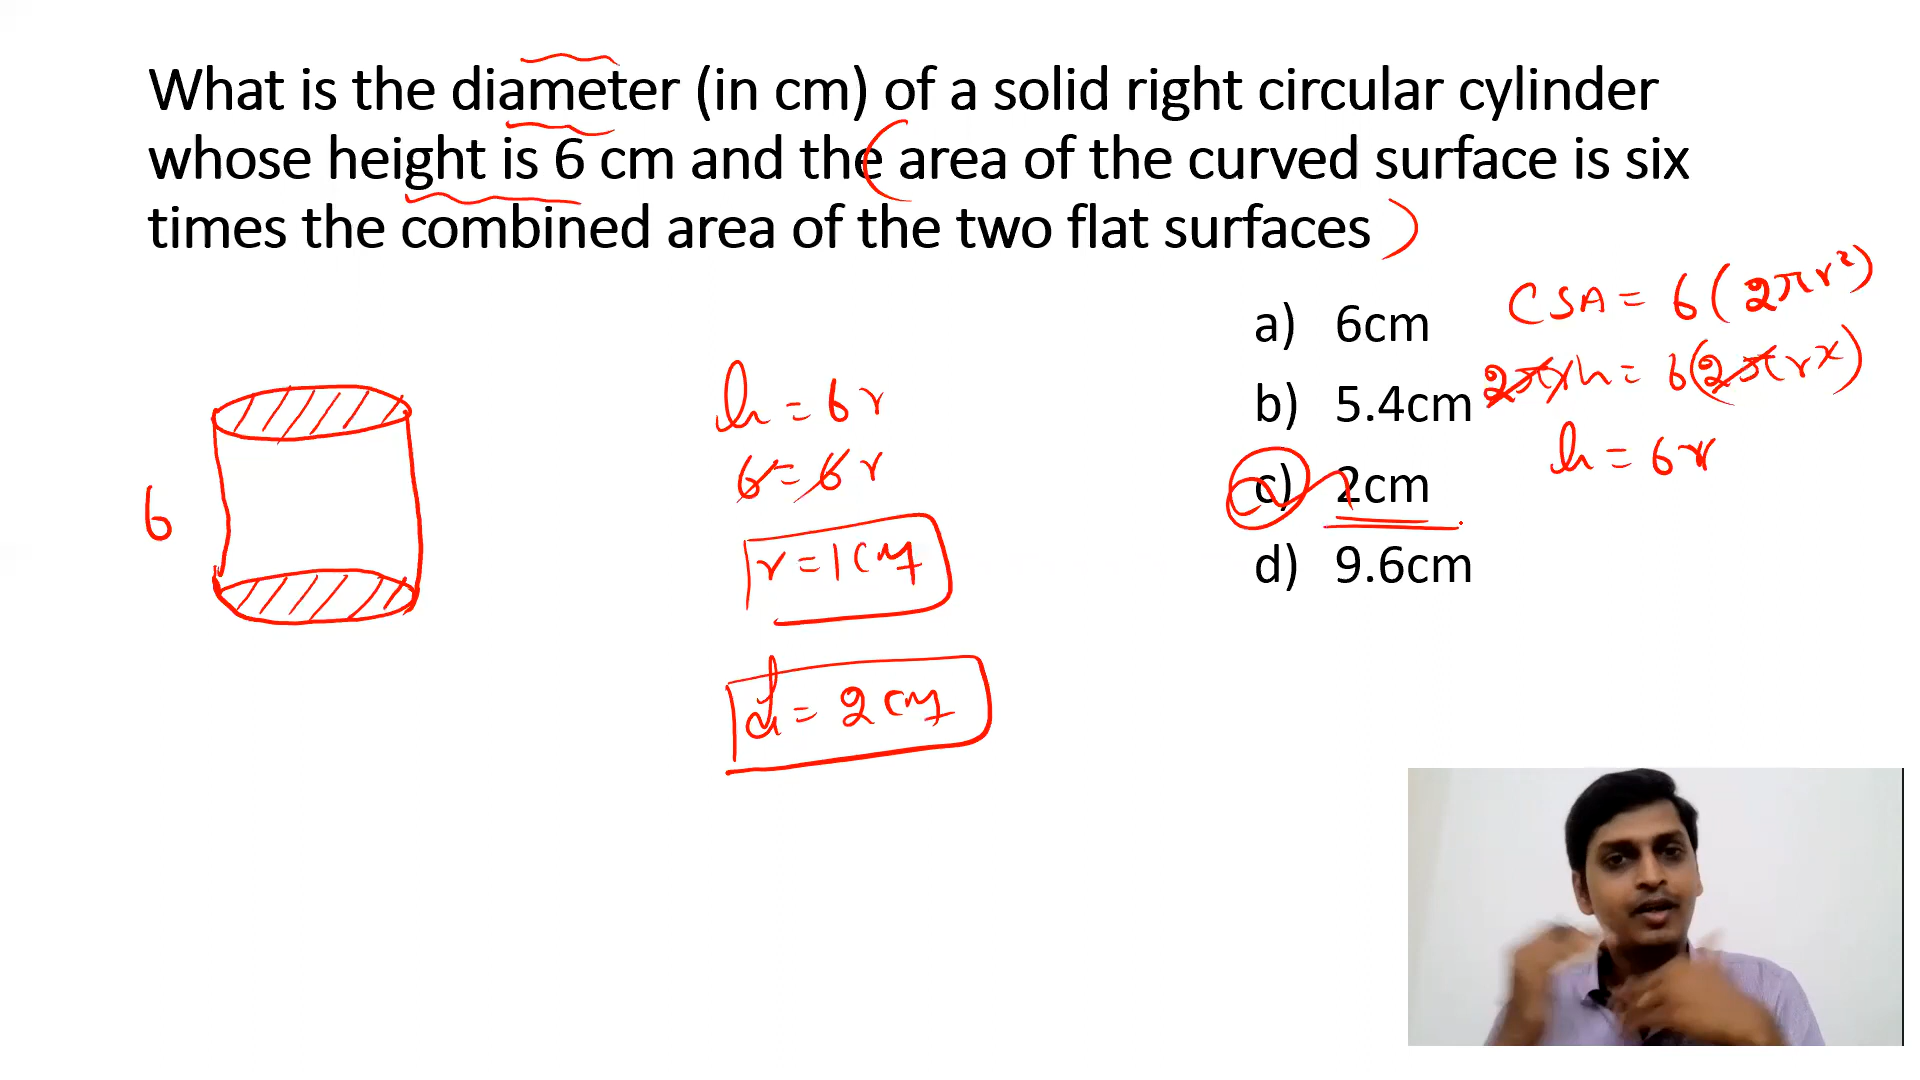 What is the diameter (in cm) of a solid right circular cylinder
whose height is 6 cm and the area of the curved surface is six
times the combined area of the two flat surfaces
a) 6cm
b) 5.4cm
c) 2cm
d) 9.6cm
CSA = 6(2πr²)
2πrh = 6(2πr²)
h = 6r
6
h = 6r
6 = 6r
r = 1cm
d = 2cm